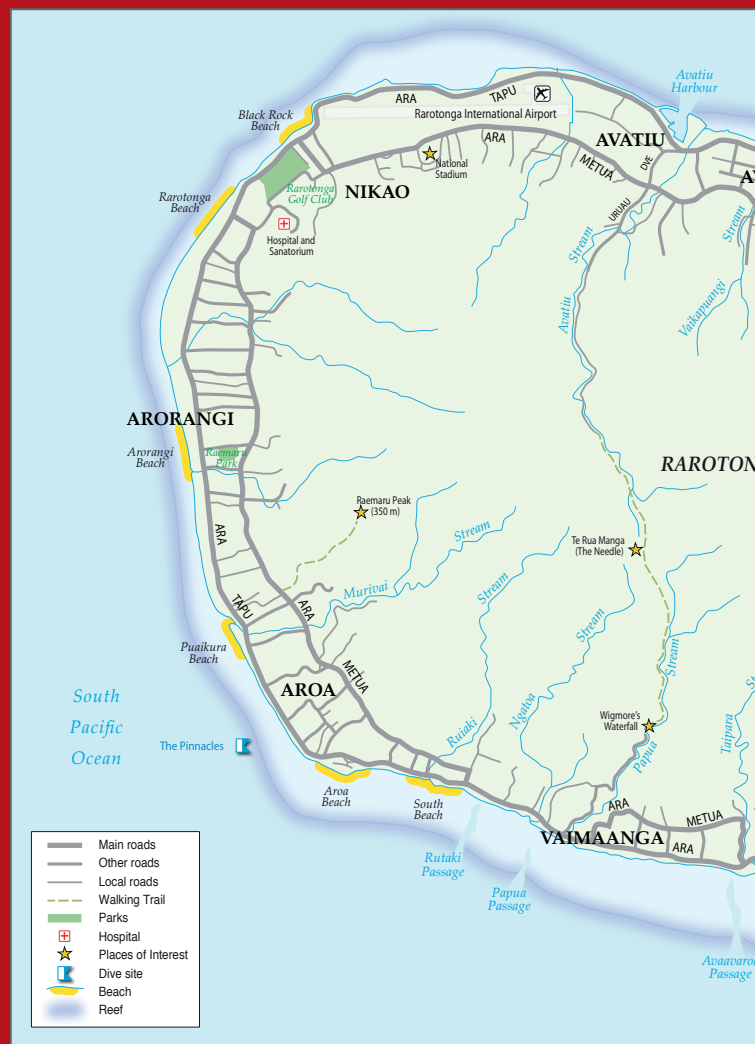 Avatiu
Harbour
ARA
TAPU
Black Rock
Beach
Rarotonga International Airport
ARA
AVATIU
METUA
DVE
National
Stadium
Rarotonga
Golf Club
NIKAO
Rarotonga
Beach
URUAU
Hospital and
Sanatorium
Stream
Stream
Avatiu
Vaikapuangi
ARORANGI
Arorangi
Beach
Raemaru
Park
RAROTON
Raemaru Peak
(350 m)
ARA
Stream
Te Rua Manga
(The Needle)
Murivai
Stream
Stream
TAPU
ARA
Puaikura
Beach
METUA
Stream
South
Pacific
Ocean
AROA
Ngatoa
Wigmore's
Waterfall
Rutaki
Taipara
The Pinnacles
Papua
Aroa
Beach
South
Beach
ARA
METUA
VAIMAANGA
ARA
Rutaki
Passage
Papua
Passage
Passage
Main roads
Other roads
Local roads
Walking Trail
Parks
Hospital
Places of Interest
Dive site
Beach
Reef